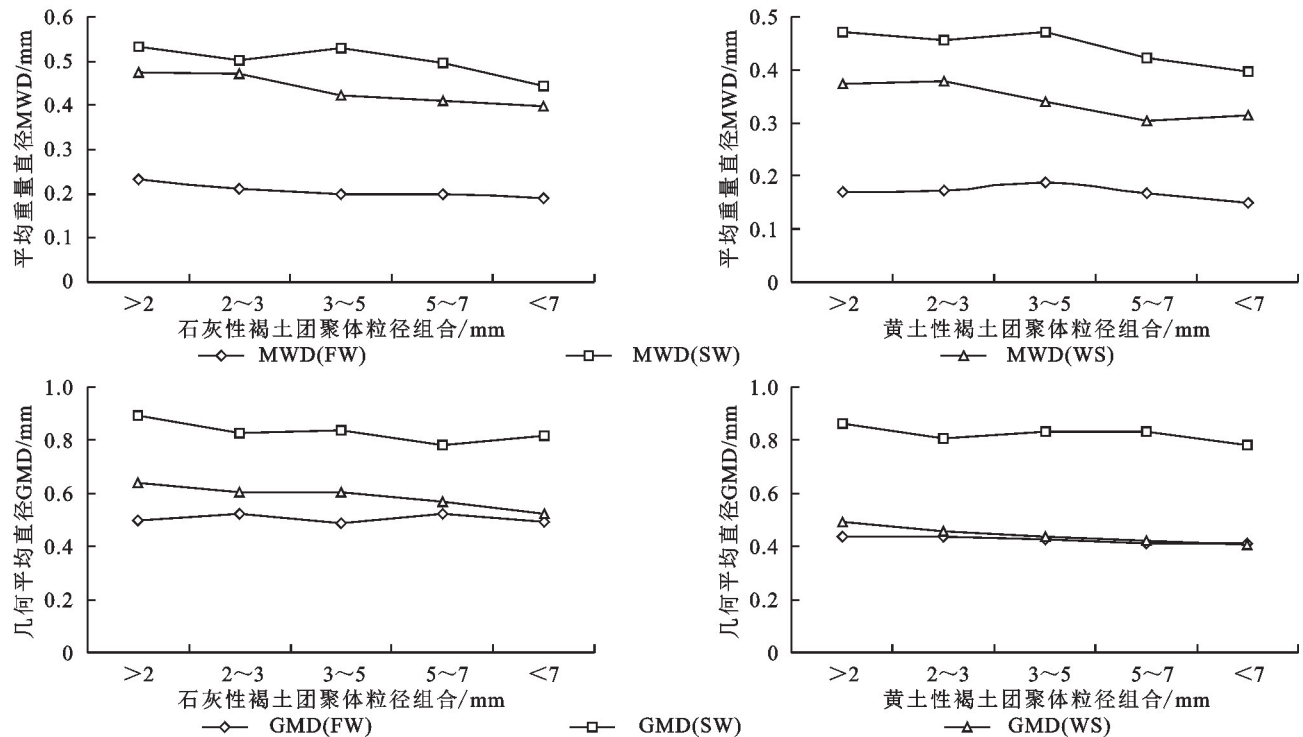 平均重量直径MWD/mm
0.6
0.5
0.4
0.3
0.2
0.1
0
>2 2～3 3～5 5～7 <7
石灰性褐土团聚体粒径组合/mm
平均重量直径MWD/mm
0.5
0.4
0.3
0.2
0.1
0
>2 2～3 3～5 5～7 <7
黄土性褐土团聚体粒径组合/mm
MWD(FW) MWD(SW) MWD(WS)
几何平均直径GMD/mm
1.0
0.8
0.6
0.4
0.2
0
>2 2～3 3～5 5～7 <7
石灰性褐土团聚体粒径组合/mm
几何平均直径GMD/mm
1.0
0.8
0.6
0.4
0.2
0
>2 2～3 3～5 5～7 <7
黄土性褐土团聚体粒径组合/mm
GMD(FW) GMD(SW) GMD(WS)